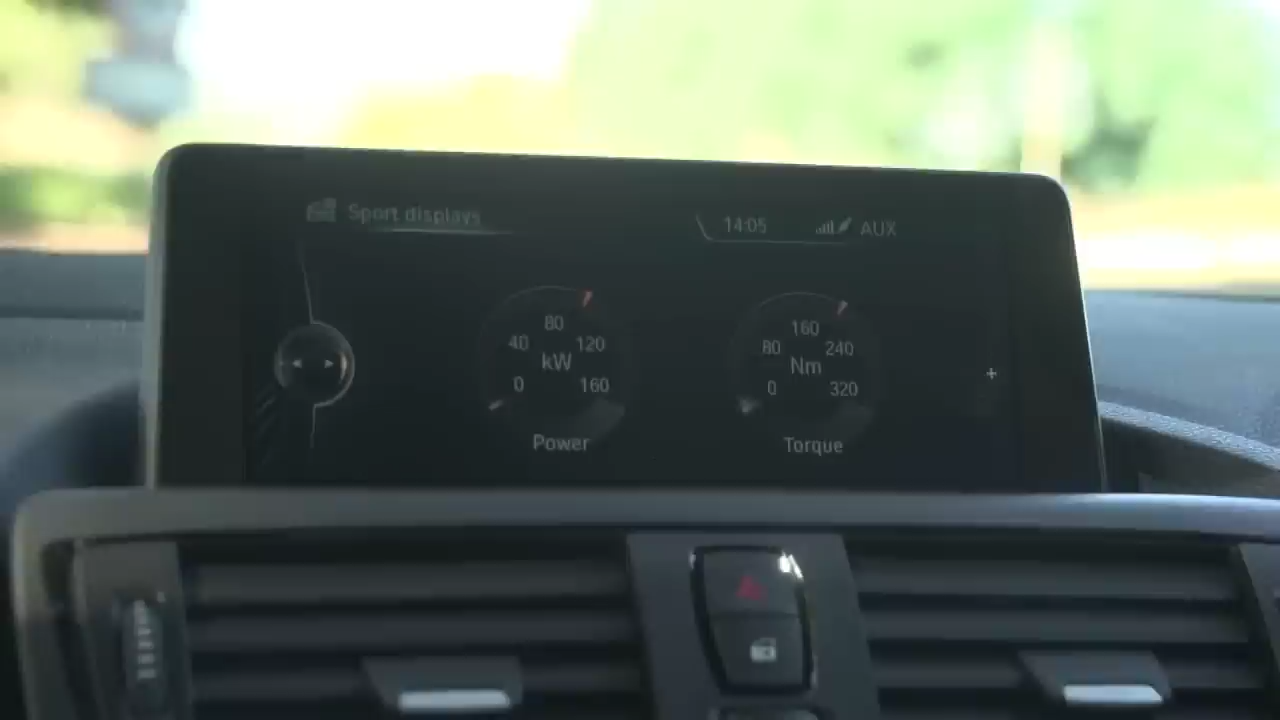 Sport displays
14:05 AUX
80
40 120
kW
0 160
Power
160
80 240
Nm
0 320
Torque
+